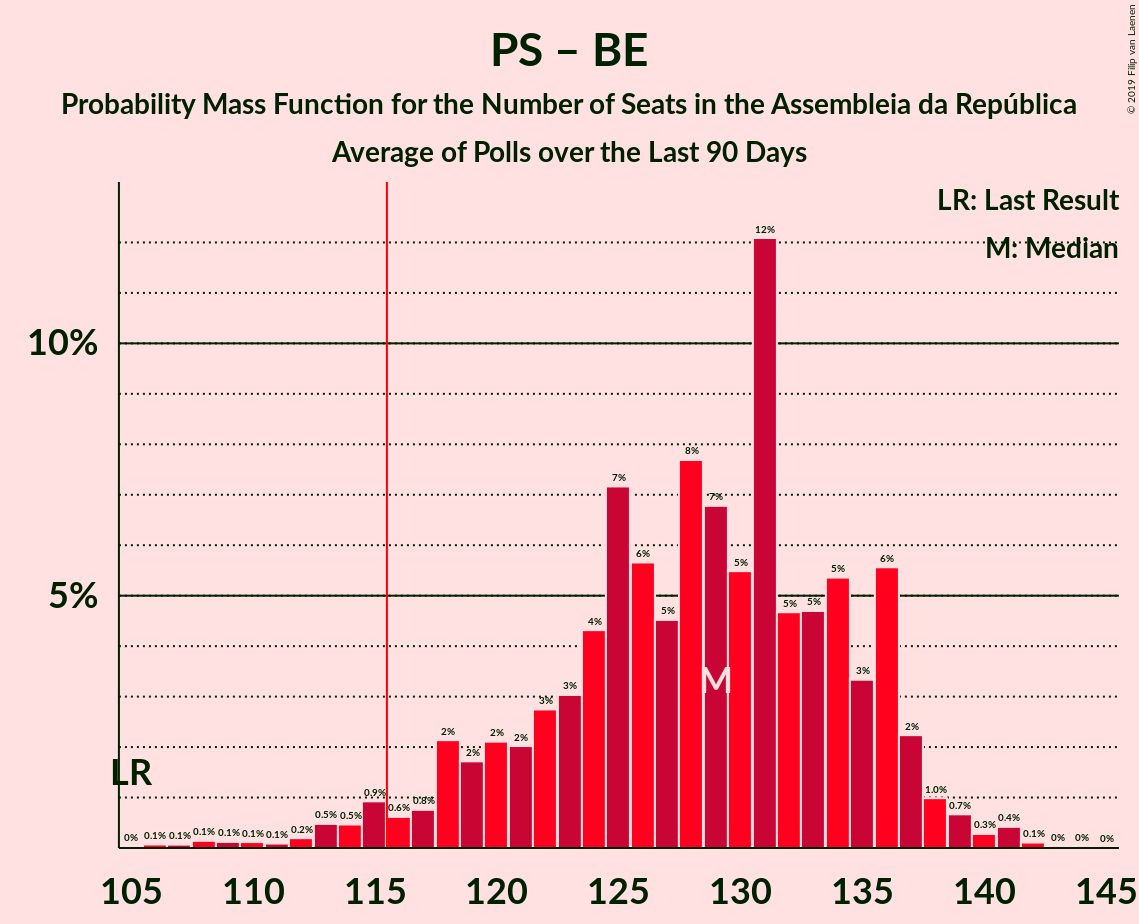 © 2019 Filip van Laenen
PS – BE
Probability Mass Function for the Number of Seats in the Assembleia da República
Average of Polls over the Last 90 Days
LR: Last Result
M: Median
10%
5%
LR
M
0% 0.1% 0.1% 0.1% 0.1% 0.1% 0.1% 0.2% 0.5% 0.5% 0.9% 0.6% 0.8% 2% 2% 2% 2% 3% 3% 4% 7% 6% 5% 8% 7% 5% 12% 5% 5% 5% 3% 6% 2% 1.0% 0.7% 0.3% 0.4% 0.1% 0% 0% 0%
105 110 115 120 125 130 135 140 145